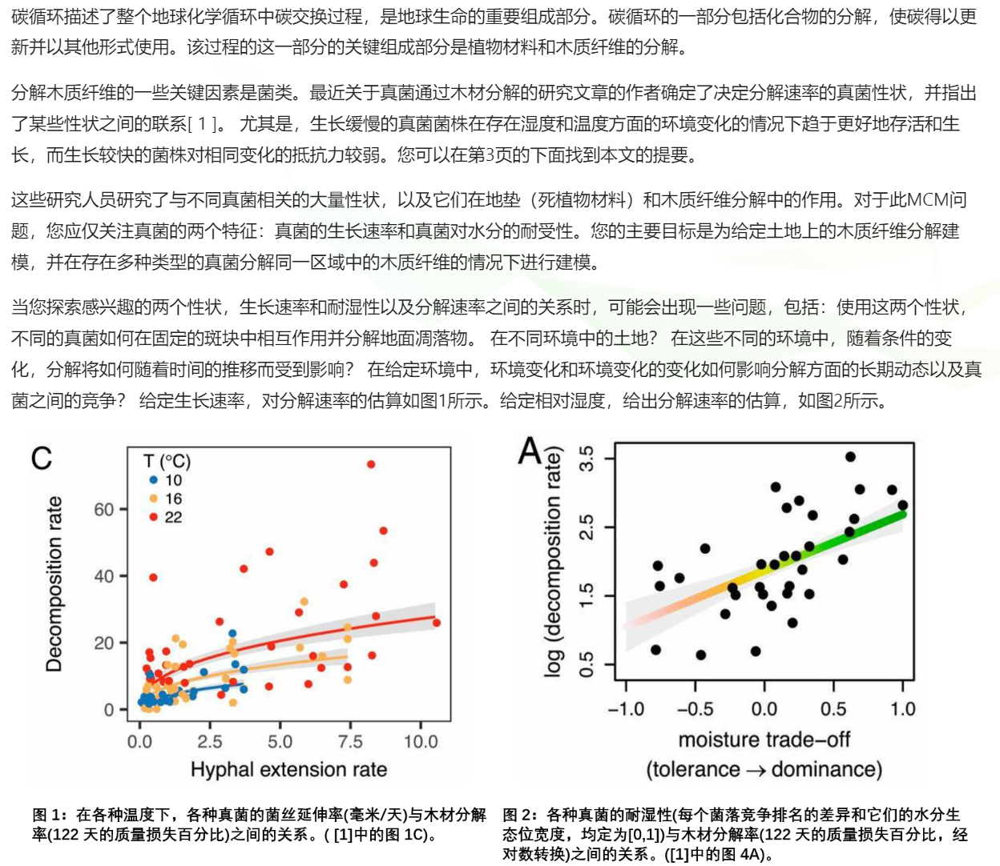 碳循环描述了整个地球化学循环中碳交换过程，是地球生命的重要组成部分。碳循环的一部分包括化合物的分解，使碳得以更
新并以其他形式使用。该过程的这一部分的关键组成部分是植物材料和木质纤维的分解。
分解木质纤维的一些关键因素是菌类。最近关于真菌通过木材分解的研究文章的作者确定了决定分解速率的真菌性状，并指出
了某些性状之间的联系[ 1 ]。 尤其是，生长缓慢的真菌菌株在存在湿度和温度方面的环境变化的情况下趋于更好地存活和生
长，而生长较快的菌株对相同变化的抵抗力较弱。您可以在第3页的下面找到本文的提要。
这些研究人员研究了与不同真菌相关的大量性状，以及它们在地垫（死植物材料）和木质纤维分解中的作用。对于此MCM问
题，您应仅关注真菌的两个特征：真菌的生长速率和真菌对水分的耐受性。您的主要目标是为给定土地上的木质纤维分解建
模，并在存在多种类型的真菌分解同一区域中的木质纤维的情况下进行建模。
当您探索感兴趣的两个性状，生长速率和耐湿性以及分解速率之间的关系时，可能会出现一些问题，包括：使用这两个性状，
不同的真菌如何在固定的斑块中相互作用并分解地面凋落物。 在不同环境中的土地？ 在这些不同的环境中，随着条件的变
化，分解将如何随着时间的推移而受到影响？ 在给定环境中，环境变化和环境变化的变化如何影响分解方面的长期动态以及真
菌之间的竞争？ 给定生长速率，对分解速率的估算如图1所示。给定相对湿度，给出分解速率的估算，如图2所示。
C
T (°C)
10
16
22
Decomposition rate
60
40
20
0
0.0 2.5 5.0 7.5 10.0
Hyphal extension rate
A
log (decomposition rate)
3.5
2.5
1.5
0.5
−1.0 −0.5 0.0 0.5 1.0
moisture trade−off
(tolerance → dominance)
图 1：在各种温度下，各种真菌的菌丝延伸率(毫米/天)与木材分解
率(122 天的质量损失百分比)之间的关系。( [1]中的图 1C)。
图 2：各种真菌的耐湿性(每个菌落竞争排名的差异和它们的水分生
态位宽度，均定为[0,1])与木材分解率(122 天的质量损失百分比，经
对数转换)之间的关系。([1]中的图 4A)。